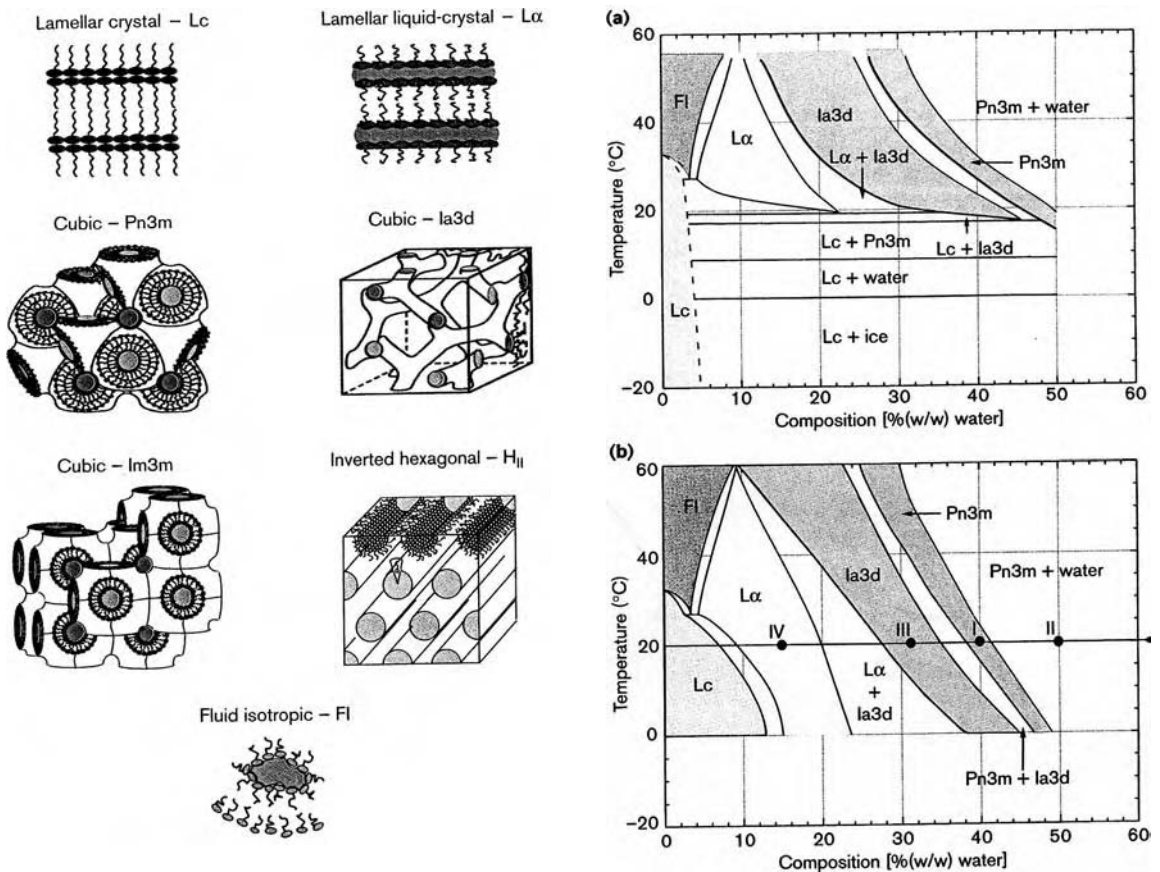 Lamellar crystal – Lc
Lamellar liquid-crystal – Lα
Cubic – Pn3m
Cubic – Ia3d
Cubic – Im3m
Inverted hexagonal – H_II
Fluid isotropic – FI
(a)
Temperature (°C)
60
40
20
0
−20
FI
Lα
Ia3d
Lα + Ia3d
Pn3m + water
Pn3m
Lc + Pn3m
Lc + Ia3d
Lc + water
Lc
Lc + ice
0 10 20 30 40 50 60
Composition [%(w/w) water]
(b)
Temperature (°C)
60
40
20
0
−20
FI
Pn3m
Ia3d
Pn3m + water
Lα
IV
III
I
II
Lc
Lα
+
Ia3d
Pn3m + Ia3d
0 10 20 30 40 50 60
Composition [%(w/w) water]